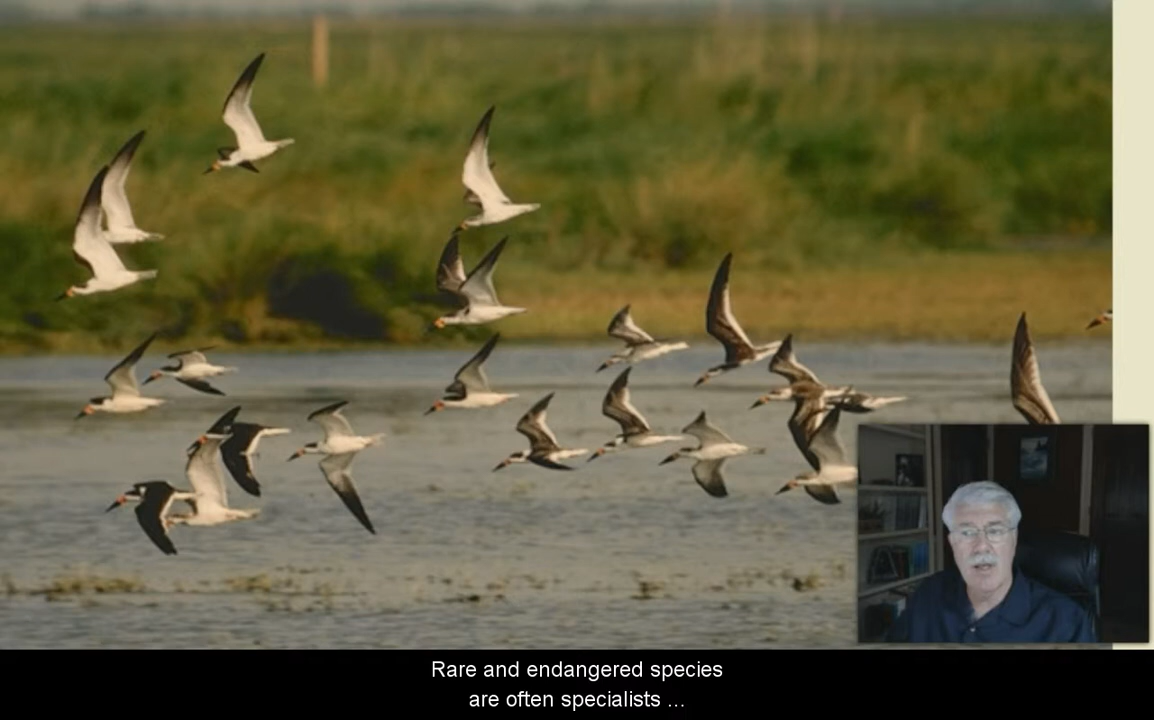 Rare and endangered species
are often specialists ...